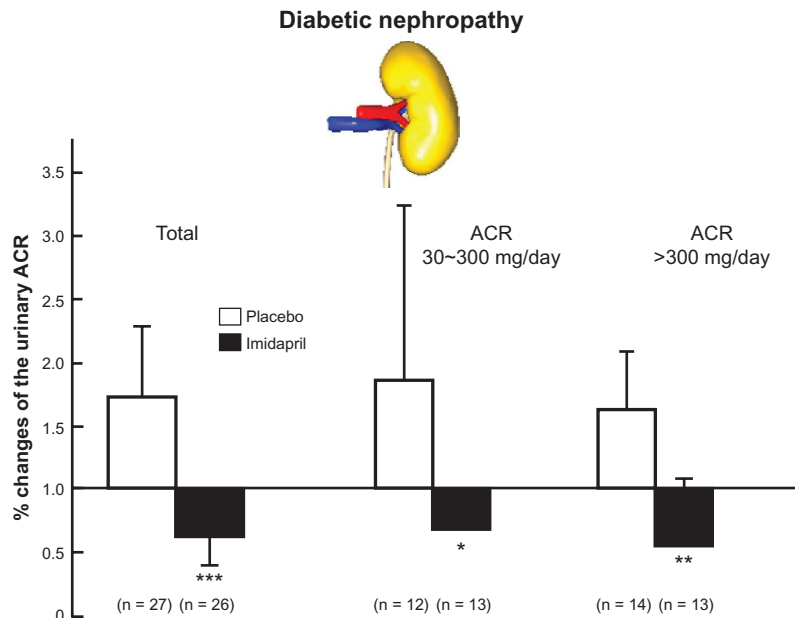 Diabetic nephropathy
% changes of the urinary ACR
3.5
3.0
2.5
2.0
1.5
1.0
0.5
0
Total
ACR
30~300 mg/day
ACR
>300 mg/day
Placebo
Imidapril
***
*
**
(n = 27) (n = 26)
(n = 12) (n = 13)
(n = 14) (n = 13)